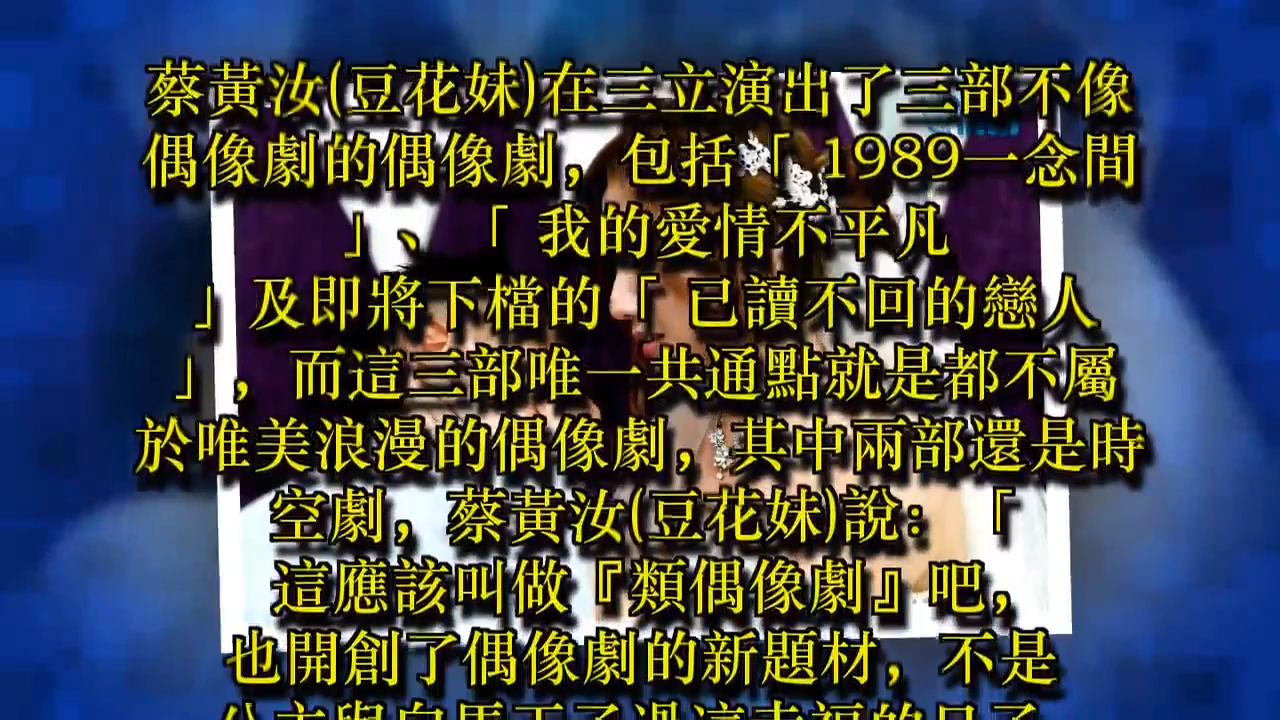 蔡黃汝(豆花妹)在三立演出了三部不像
偶像劇的偶像劇，包括「 1989一念間
」、「 我的愛情不平凡
」及即將下檔的「 已讀不回的戀人
」，而這三部唯一共通點就是都不屬
於唯美浪漫的偶像劇，其中兩部還是時
空劇，蔡黃汝(豆花妹)說：「
這應該叫做『類偶像劇』吧，
也開創了偶像劇的新題材，不是